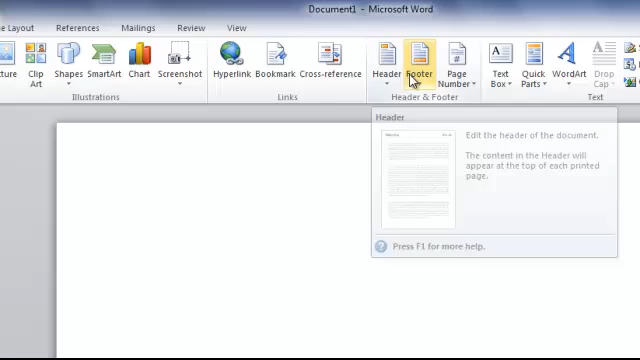 Document1 - Microsoft Word
Layout References Mailings Review View
Clip Art
Shapes
SmartArt
Chart
Screenshot
Hyperlink
Bookmark
Cross-reference
Header
Footer
Page Number
Text Box
Quick Parts
WordArt
Drop Cap
Illustrations
Links
Header & Footer
Text
Header
Edit the header of the document.
The content in the Header will
appear at the top of each printed
page.
Press F1 for more help.